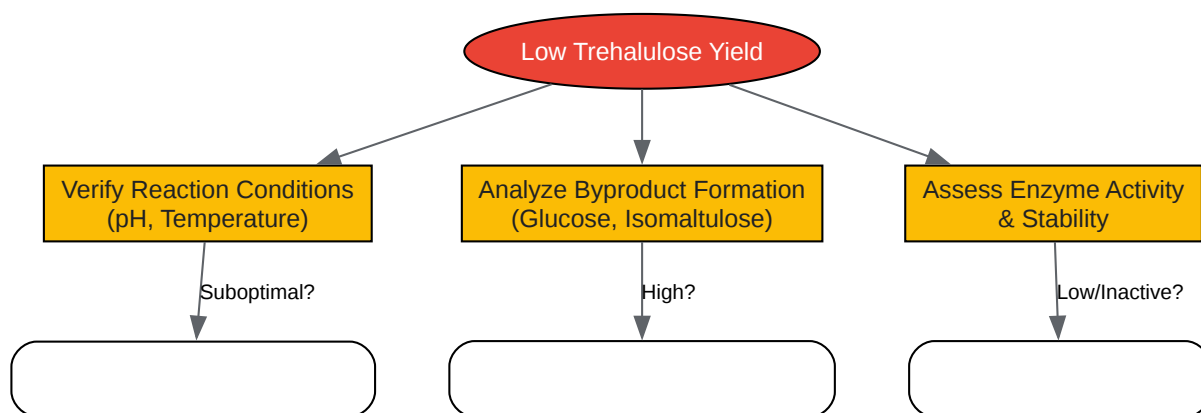 Low Trehalulose Yield
Verify Reaction Conditions
(pH, Temperature)
Analyze Byproduct Formation
(Glucose, Isomaltulose)
Assess Enzyme Activity
& Stability
Suboptimal?
High?
Low/Inactive?